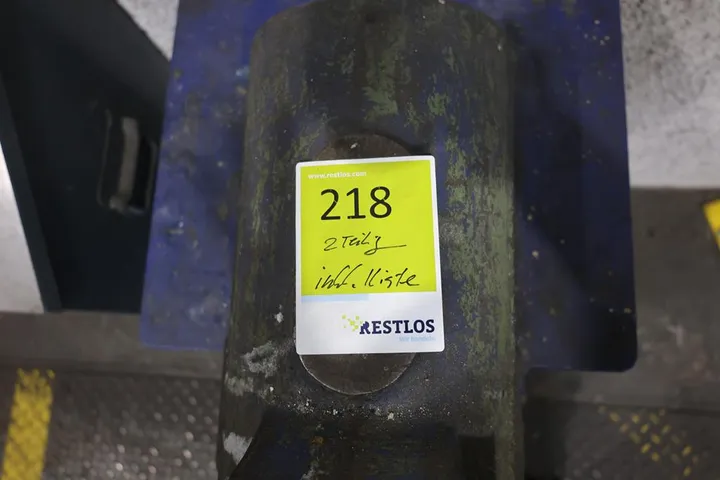 www.restlos.com
218
2 Teilig
inkl. Kiste
RESTLOS